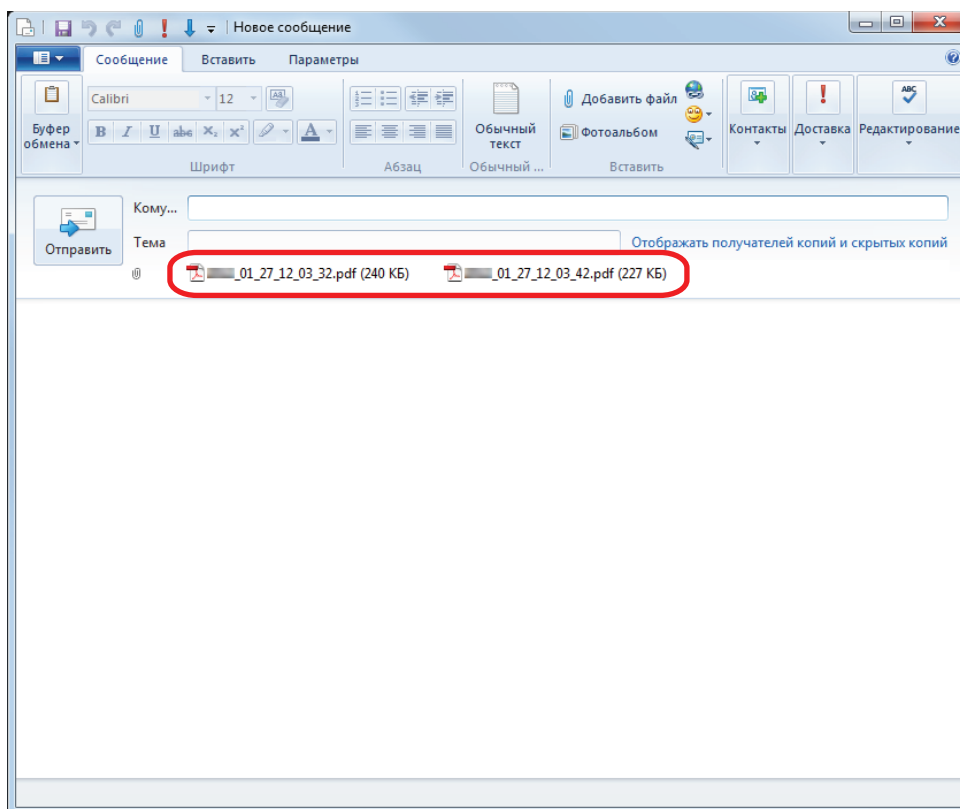 Новое сообщение
Сообщение Вставить Параметры
Буфер обмена
Calibri 12
B I U abc X₂ X² A
Шрифт
Абзац
Обычный текст
Обычный ...
Добавить файл
Фотоальбом
Вставить
Контакты
Доставка
ABC
Редактирование
Отправить
Кому...
Тема
Отображать получателей копий и скрытых копий
_01_27_12_03_32.pdf (240 КБ) _01_27_12_03_42.pdf (227 КБ)